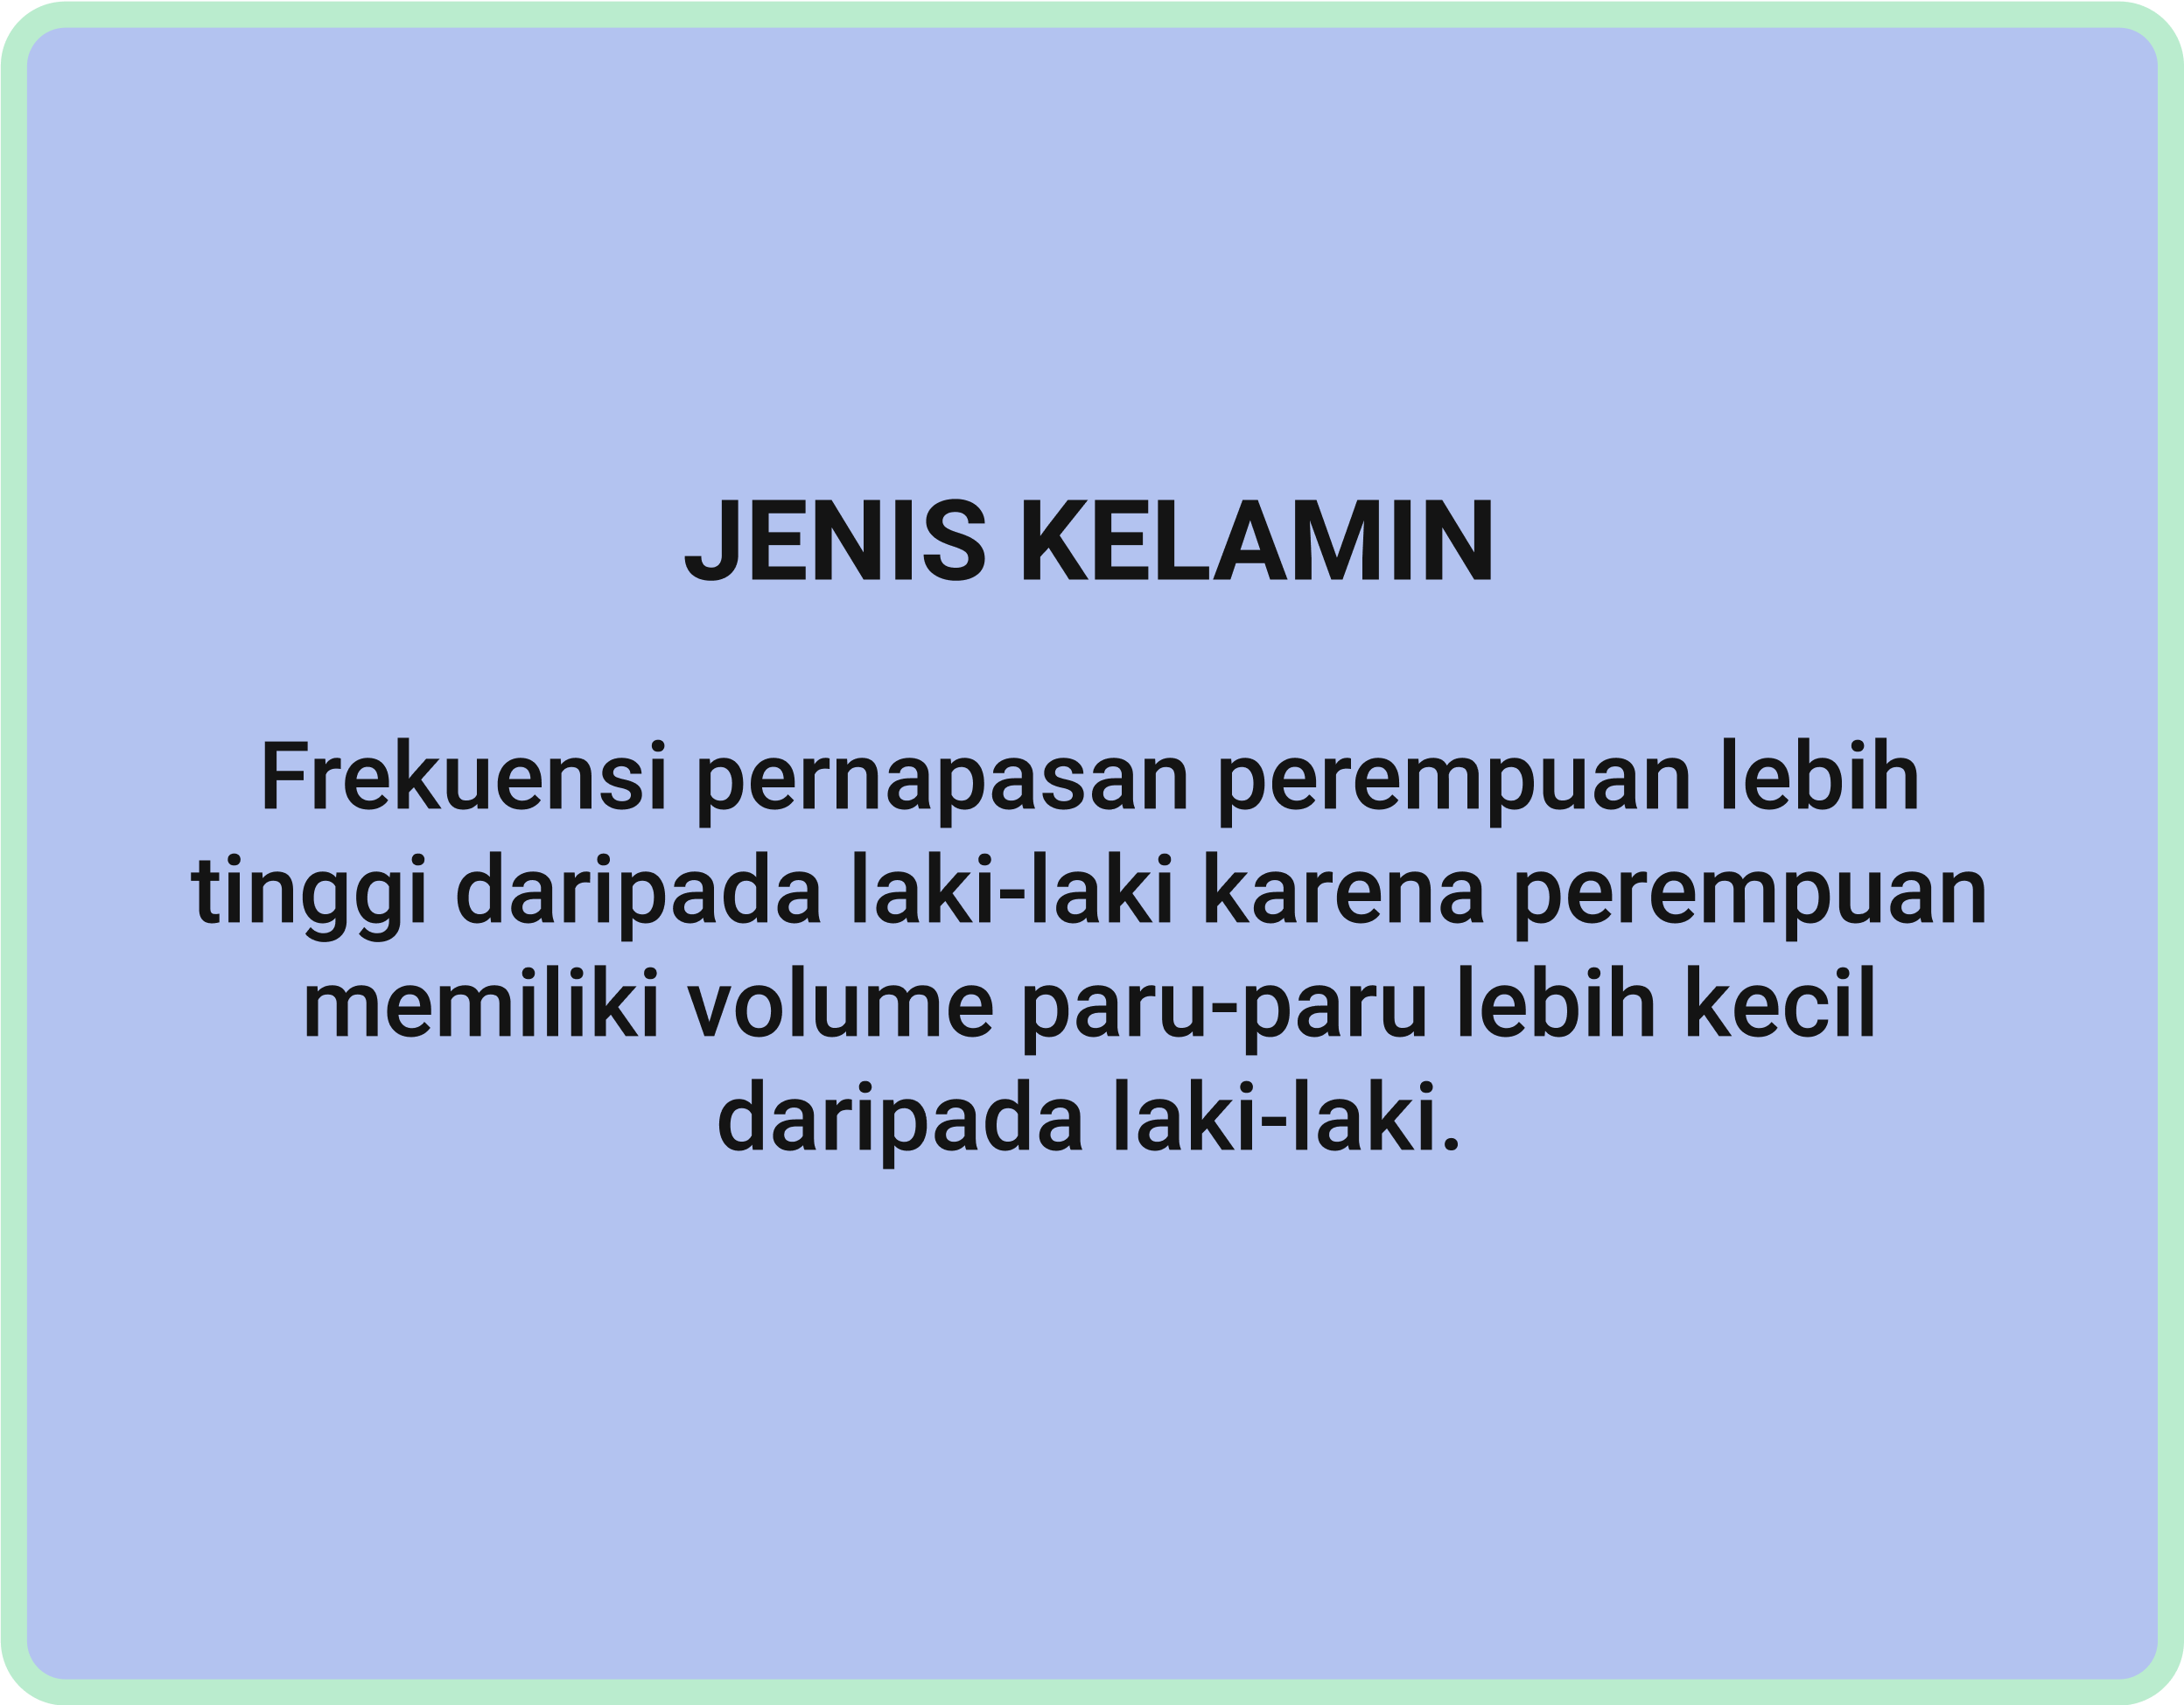 JENIS KELAMIN
Frekuensi pernapasan perempuan lebih
tinggi daripada laki-laki karena perempuan
memiliki volume paru-paru lebih kecil
daripada laki-laki.